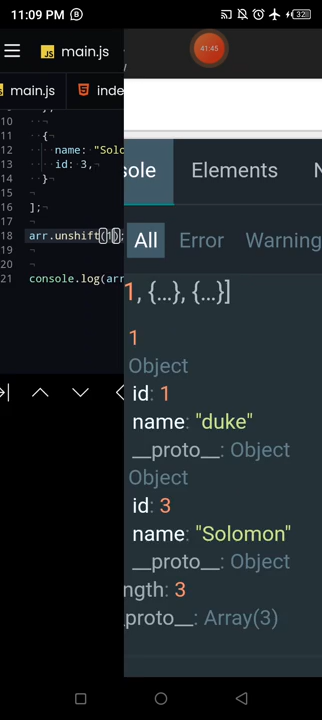 11:09 PM
32
41:45
main.js
main.js
inde
sole
Elements
N
10
};
11
{
12
name: "Solo
All
Error
Warning
13
id: 3,
14
}
15
16
];
17
18
arr.unshift(1);
19
20
21
console.log(arr
1, {...}, {...}]
1
Object
id: 1
name: "duke"
__proto__: Object
Object
id: 3
name: "Solomon"
__proto__: Object
ngth: 3
proto__: Array(3)